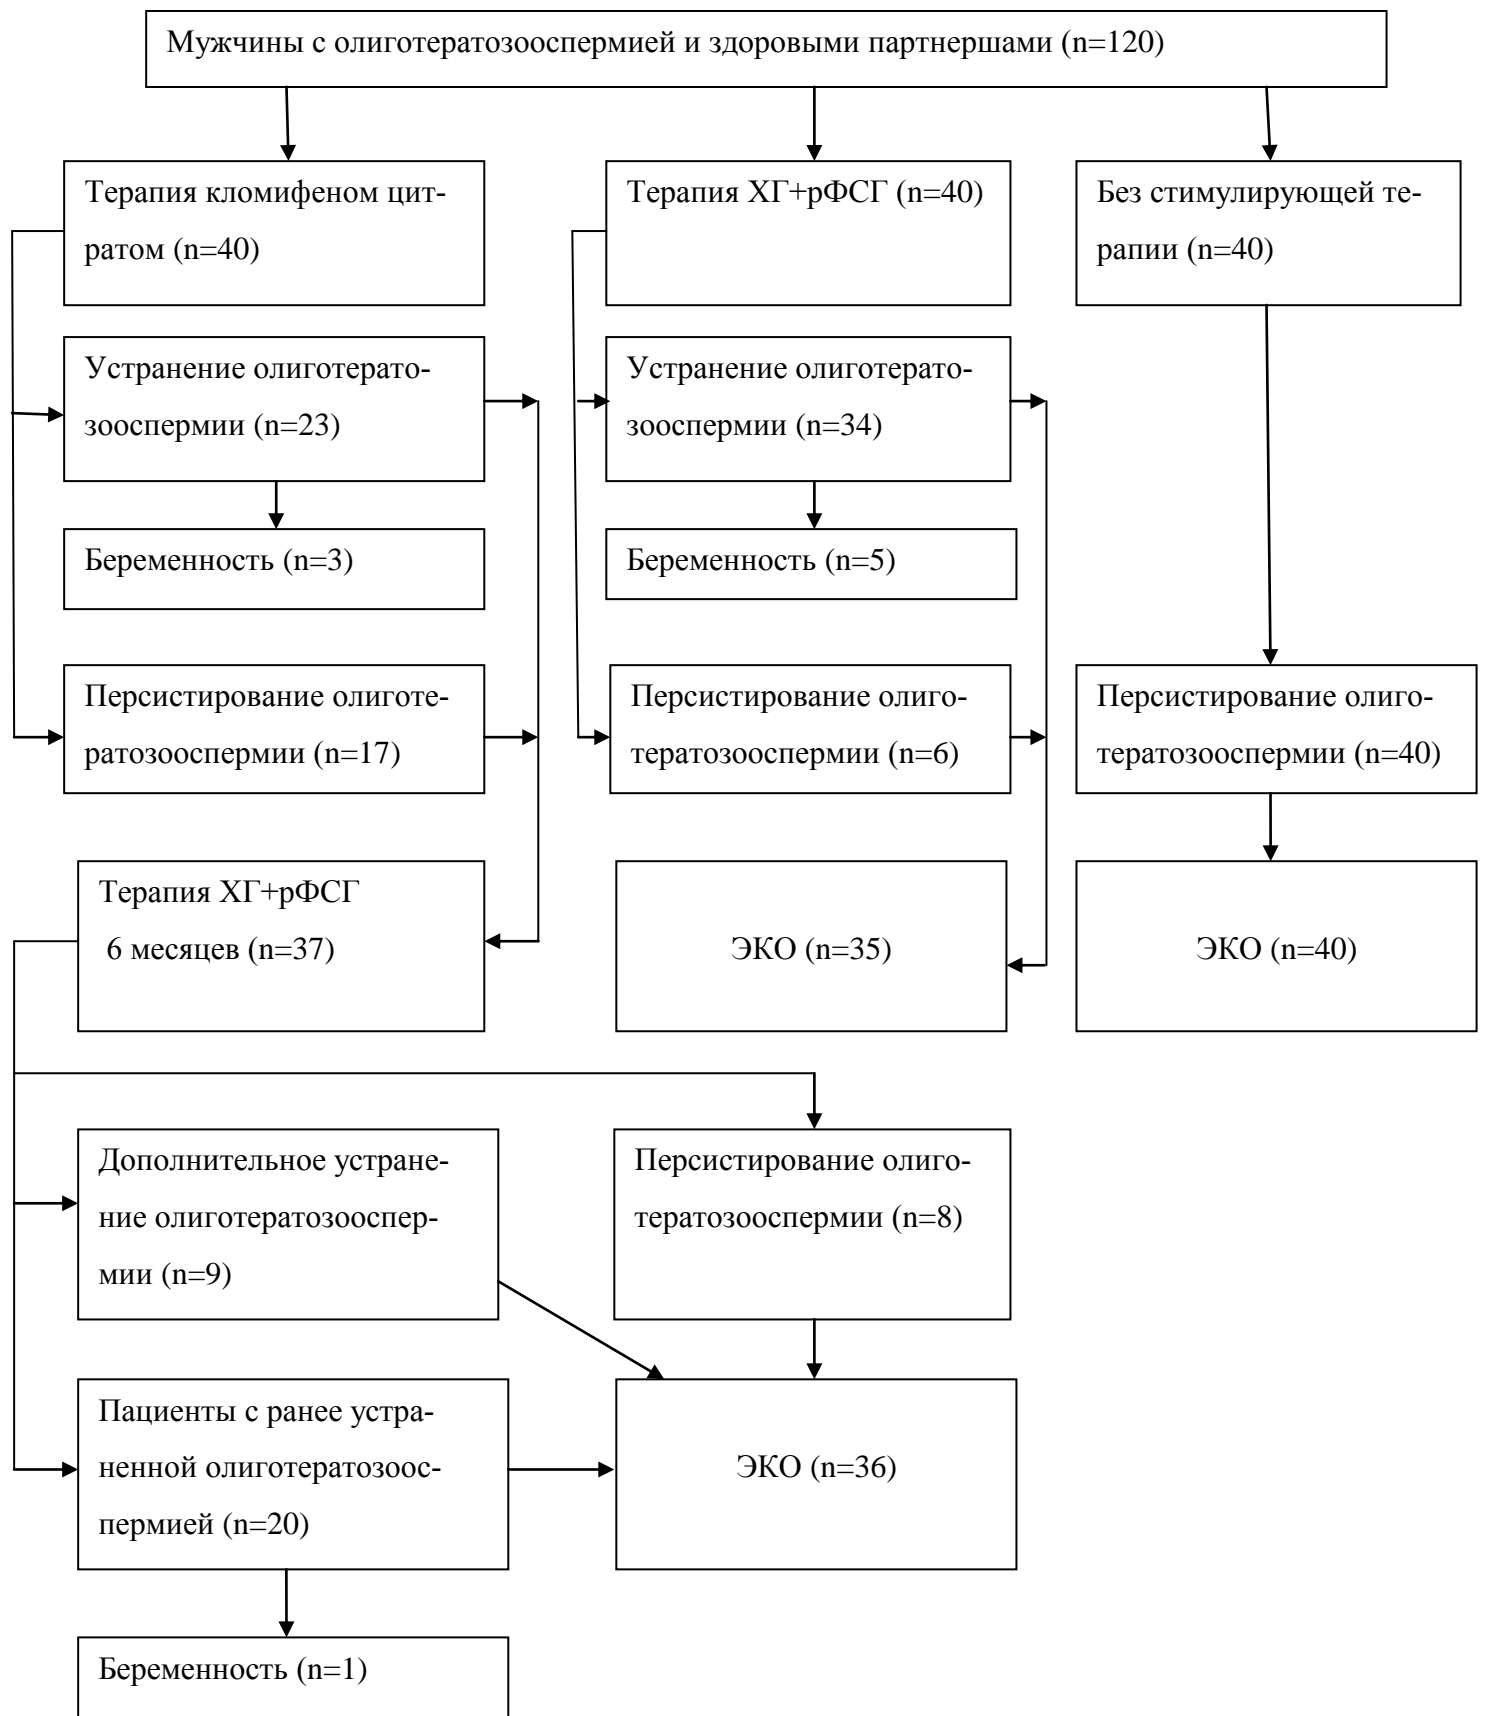 Мужчины с олиготератозооспермией и здоровыми партнершами (n=120)
Терапия кломифеном цит-
ратом (n=40)
Терапия ХГ+рФСГ (n=40)
Без стимулирующей те-
рапии (n=40)
Устранение олиготерато-
зооспермии (n=23)
Устранение олиготерато-
зооспермии (n=34)
Беременность (n=3)
Беременность (n=5)
Персистирование олиготе-
ратозооспермии (n=17)
Персистирование олиго-
тератозооспермии (n=6)
Персистирование олиго-
тератозооспермии (n=40)
Терапия ХГ+рФСГ
6 месяцев (n=37)
ЭКО (n=35)
ЭКО (n=40)
Дополнительное устране-
ние олиготератозооспер-
мии (n=9)
Персистирование олиго-
тератозооспермии (n=8)
Пациенты с ранее устра-
ненной олиготератозоос-
пермией (n=20)
ЭКО (n=36)
Беременность (n=1)